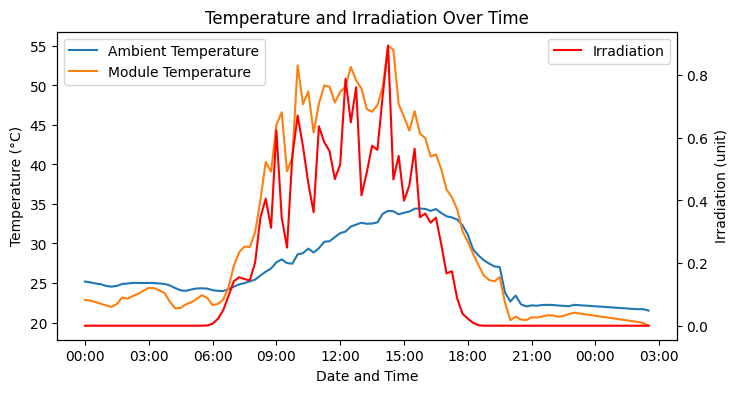 Temperature and Irradiation Over Time
Ambient Temperature
Module Temperature
Irradiation
Temperature (°C)
55
50
45
40
35
30
25
20
Irradiation (unit)
0.8
0.6
0.4
0.2
0.0
00:00 03:00 06:00 09:00 12:00 15:00 18:00 21:00 00:00 03:00
Date and Time